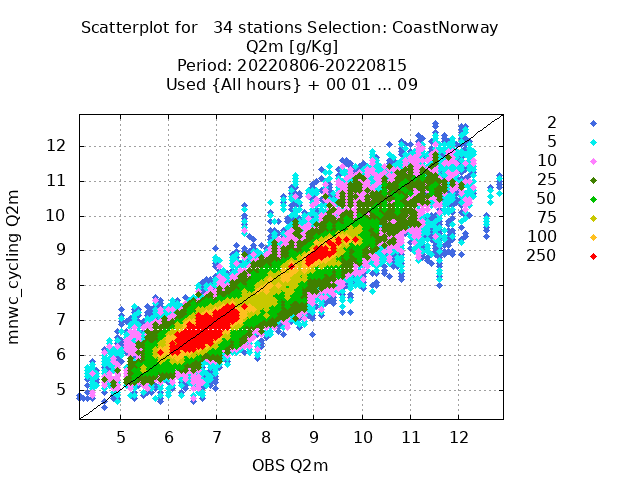 Scatterplot for   34 stations Selection: CoastNorway
Q2m [g/Kg]
Period: 20220806-20220815
Used {All hours} + 00 01 ... 09
mnwc_cycling Q2m
12
11
10
9
8
7
6
5
5 6 7 8 9 10 11 12
OBS Q2m
2
5
10
25
50
75
100
250